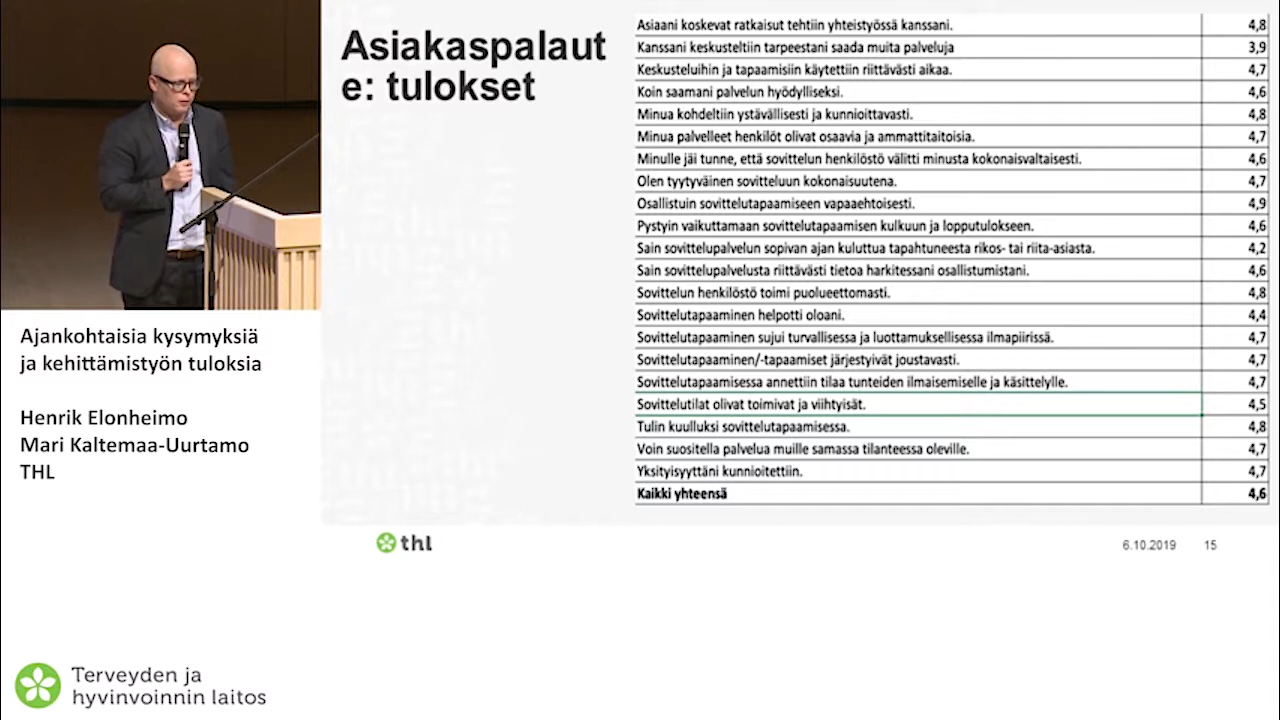 Asiakaspalaut
e: tulokset
Asiaani koskevat ratkaisut tehtiin yhteistyössä kanssani. 4,8
Kanssani keskusteltiin tarpeestani saada muita palveluja 3,9
Keskusteluihin ja tapaamisiin käytettiin riittävästi aikaa. 4,7
Koin saamani palvelun hyödylliseksi. 4,6
Minua kohdeltiin ystävällisesti ja kunnioittavasti. 4,8
Minua palvelleet henkilöt olivat osaavia ja ammattitaitoisia. 4,7
Minulle jäi tunne, että sovittelun henkilöstö välitti minusta kokonaisvaltaisesti. 4,6
Olen tyytyväinen sovitteluun kokonaisuutena. 4,7
Osallistuin sovittelutapaamiseen vapaaehtoisesti. 4,9
Pystyin vaikuttamaan sovittelutapaamisen kulkuun ja lopputulokseen. 4,6
Sain sovittelupalvelun sopivan ajan kuluttua tapahtuneesta rikos- tai riita-asiasta. 4,2
Sain sovittelupalvelusta riittävästi tietoa harkitessani osallistumistani. 4,6
Sovittelun henkilöstö toimi puolueettomasti. 4,8
Sovittelutapaaminen helpotti oloani. 4,4
Sovittelutapaaminen sujui turvallisessa ja luottamuksellisessa ilmapiirissä. 4,7
Sovittelutapaaminen/-tapaamiset järjestyivät joustavasti. 4,7
Sovittelutapaamisessa annettiin tilaa tunteiden ilmaisemiselle ja käsittelylle. 4,7
Sovittelutilat olivat toimivat ja viihtyisät. 4,5
Tulin kuulluksi sovittelutapaamisessa. 4,8
Voin suositella palvelua muille samassa tilanteessa oleville. 4,7
Yksityisyyttäni kunnioitettiin. 4,7
Kaikki yhteensä 4,6
thl
6.10.2019 15
Ajankohtaisia kysymyksiä
ja kehittämistyön tuloksia
Henrik Elonheimo
Mari Kaltemaa-Uurtamo
THL
Terveyden ja
hyvinvoinnin laitos